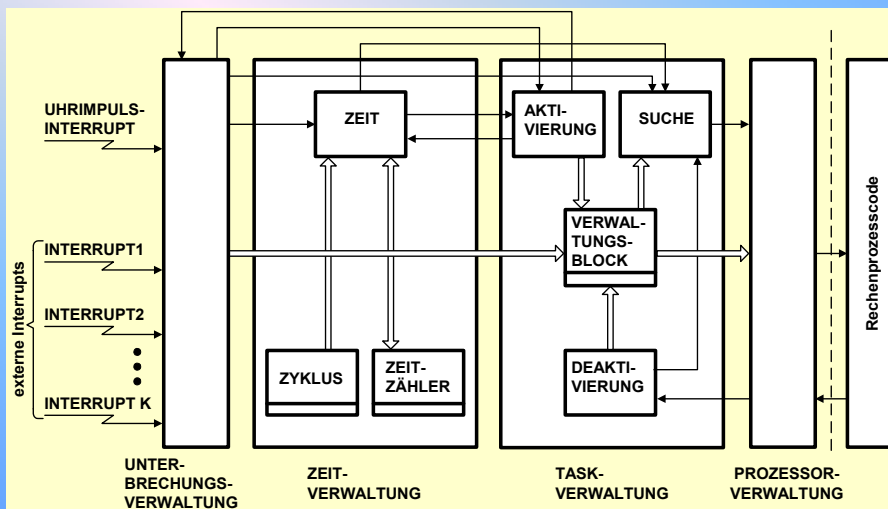 UHRIMPULS-
INTERRUPT
externe Interrupts
INTERRUPT1
INTERRUPT2
INTERRUPT K
UNTER-
BRECHUNGS-
VERWALTUNG
ZEIT
ZYKLUS
ZEIT-
ZÄHLER
ZEIT-
VERWALTUNG
AKTI-
VIERUNG
SUCHE
VERWAL-
TUNGS-
BLOCK
DEAKTI-
VIERUNG
TASK-
VERWALTUNG
PROZESSOR-
VERWALTUNG
Rechenprozesscode